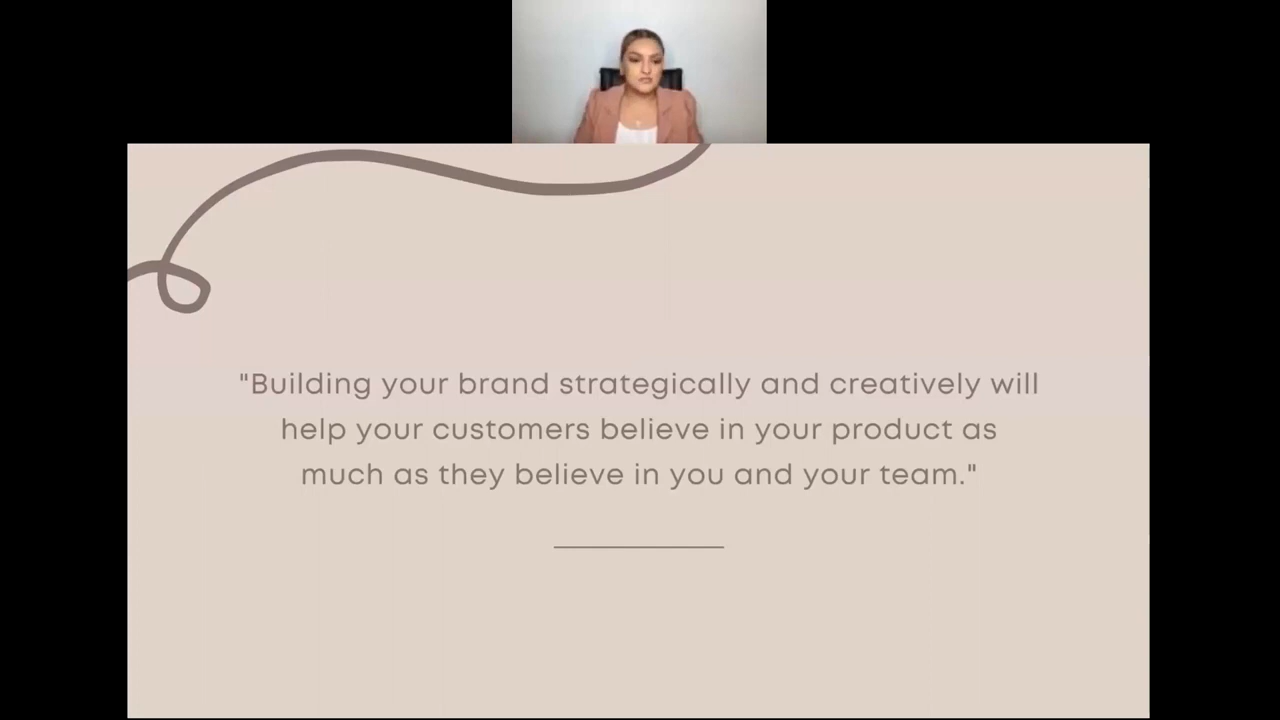 "Building your brand strategically and creatively will
help your customers believe in your product as
much as they believe in you and your team."